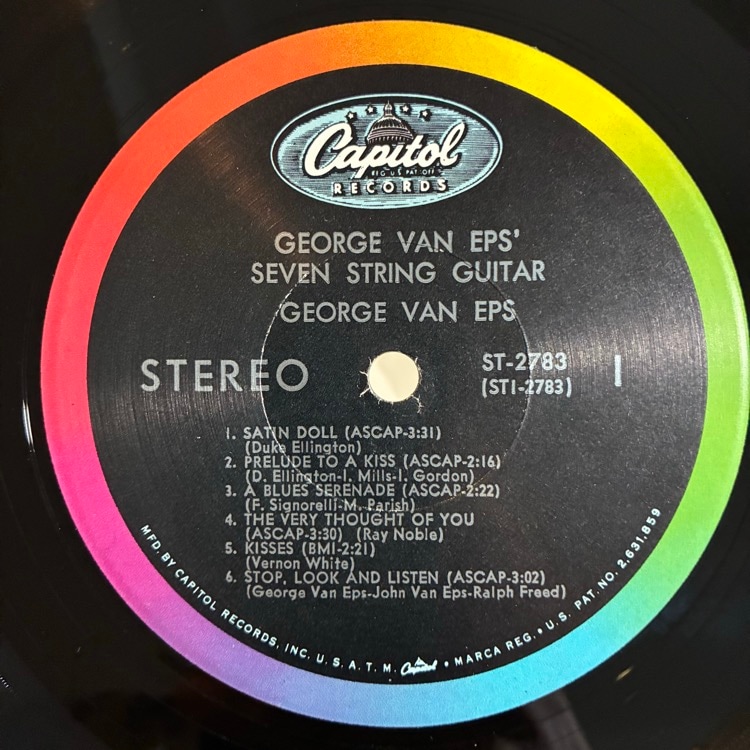 Capitol
REG. U.S. PAT. OFF.
RECORDS
GEORGE VAN EPS'
SEVEN STRING GUITAR
GEORGE VAN EPS
STEREO
ST-2783
(ST1-2783)
1
1. SATIN DOLL (ASCAP-3:31)
(Duke Ellington)
2. PRELUDE TO A KISS (ASCAP-2:16)
(D. Ellington-I. Mills-I. Gordon)
3. A BLUES SERENADE (ASCAP-2:22)
(F. Signorelli-M. Parish)
4. THE VERY THOUGHT OF YOU
(ASCAP-3:30) (Ray Noble)
5. KISSES (BMI-2:21)
(Vernon White)
6. STOP, LOOK AND LISTEN (ASCAP-3:02)
(George Van Eps-John Van Eps-Ralph Freed)
MFD. BY CAPITOL RECORDS, INC. U.S.A. T.M. Capitol • MARCA REG. • U.S. PAT. NO. 2,631,859